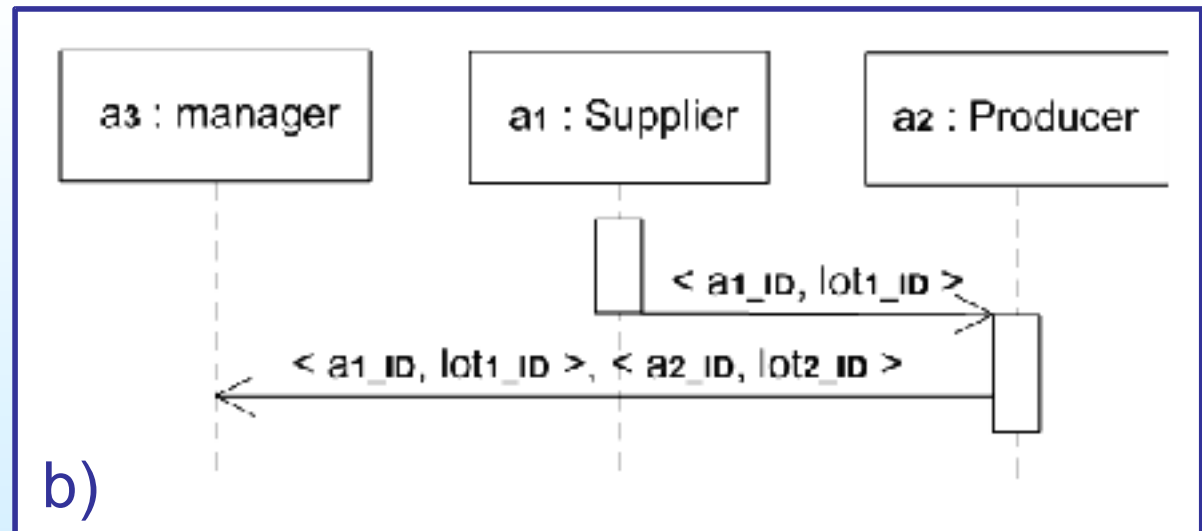 a3 : manager
a1 : Supplier
a2 : Producer
< a1_ID, lot1_ID >
< a1_ID, lot1_ID >, < a2_ID, lot2_ID >
b)